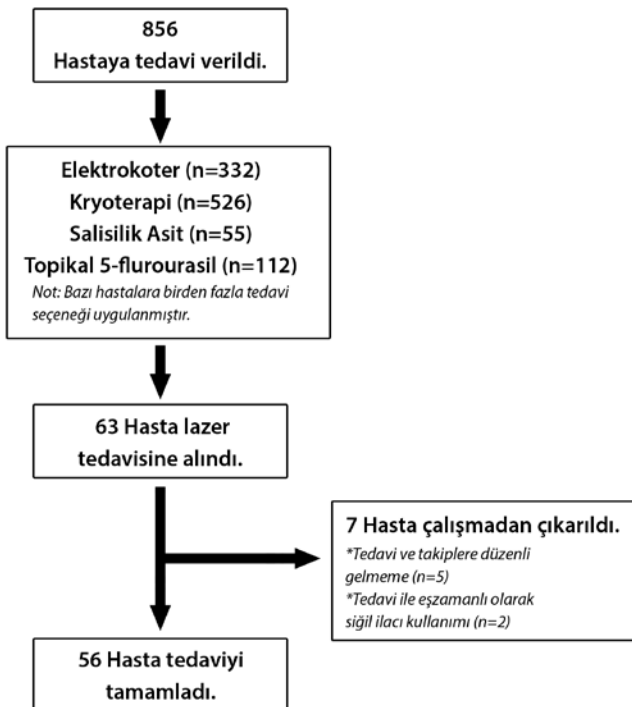 856
Hastaya tedavi verildi.
Elektrokoter (n=332)
Kryoterapi (n=526)
Salisilik Asit (n=55)
Topikal 5-flurourasil (n=112)
Not: Bazı hastalara birden fazla tedavi
seçeneği uygulanmıştır.
63 Hasta lazer
tedavisine alındı.
7 Hasta çalışmadan çıkarıldı.
*Tedavi ve takiplere düzenli
gelmeme (n=5)
*Tedavi ile eşzamanlı olarak
siğil ilacı kullanımı (n=2)
56 Hasta tedaviyi
tamamladı.